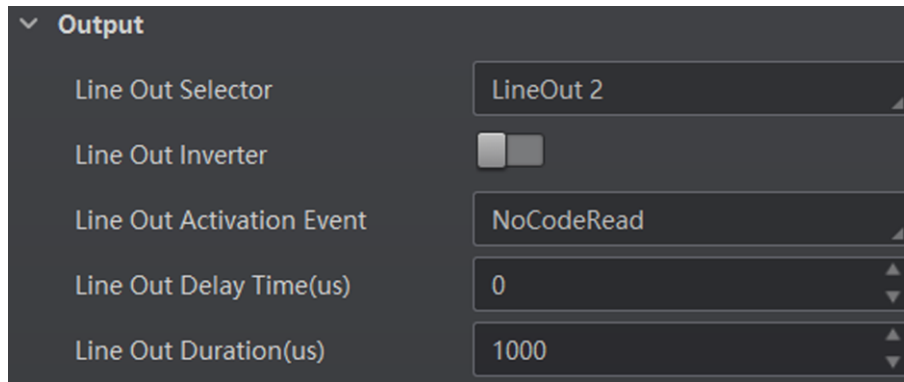 Output
Line Out Selector LineOut 2
Line Out Inverter
Line Out Activation Event NoCodeRead
Line Out Delay Time(us) 0
Line Out Duration(us) 1000